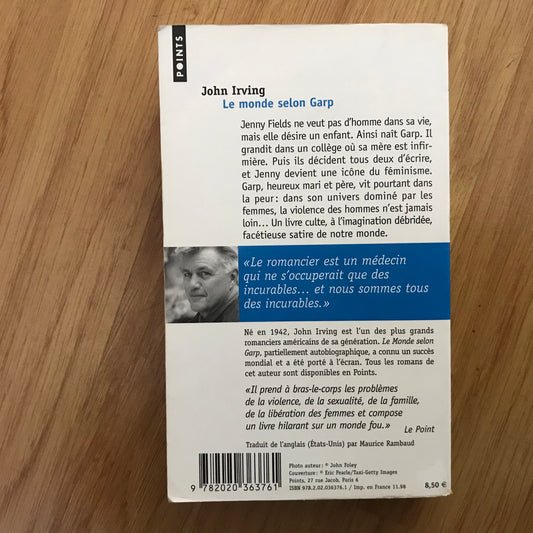 POINTS
John Irving
Le monde selon Garp
Jenny Fields ne veut pas d'homme dans sa vie,
mais elle désire un enfant. Ainsi naît Garp. Il
grandit dans un collège où sa mère est infir-
mière. Puis ils décident tous deux d'écrire,
et Jenny devient une icône du féminisme.
Garp, heureux mari et père, vit pourtant dans
la peur : dans son univers dominé par les
femmes, la violence des hommes n'est jamais
loin... Un livre culte, à l'imagination débridée,
facétieuse satire de notre monde.
«Le romancier est un médecin
qui ne s'occuperait que des
incurables... et nous sommes tous
des incurables.»
Né en 1942, John Irving est l'un des plus grands
romanciers américains de sa génération. Le Monde selon
Garp, partiellement autobiographique, a connu un succès
mondial et a été porté à l'écran. Tous les romans de
cet auteur sont disponibles en Points.
«Il prend à bras-le-corps les problèmes
de la violence, de la sexualité, de la famille,
de la libération des femmes et compose
un livre hilarant sur un monde fou.»
Le Point
Traduit de l'anglais (États-Unis) par Maurice Rambaud
9 782020 363761
Photo auteur : © John Foley
Couverture : © Eric Pearle/Taxi-Getty Images
Points, 27 rue Jacob, Paris 6
ISBN 978.2.02.036376.1 / Imp. en France 11.98
8,50 €